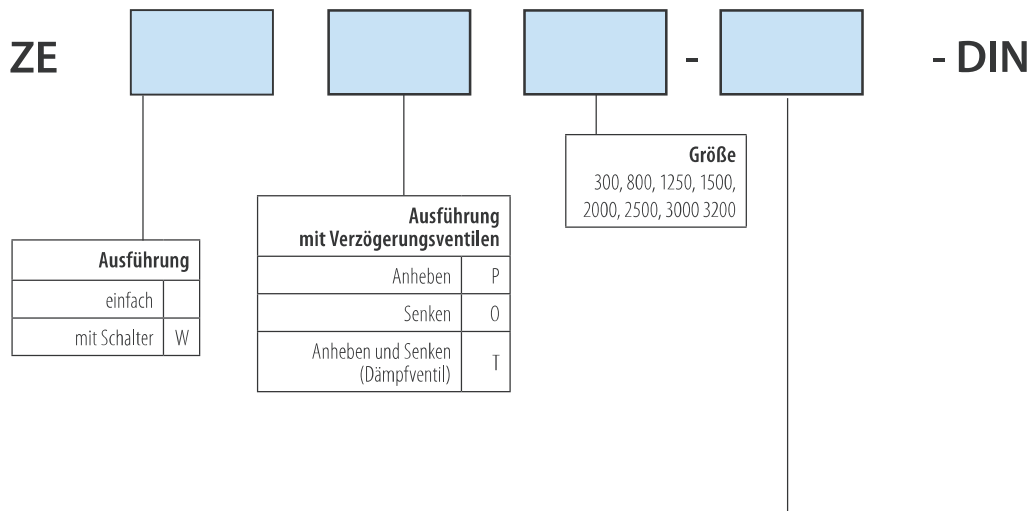 ZE - - DIN
Größe
300, 800, 1250, 1500,
2000, 2500, 3000 3200
Ausführung
mit Verzögerungsventilen
Anheben P
Senken O
Anheben und Senken
(Dämpfventil) T
Ausführung
einfach
mit Schalter W